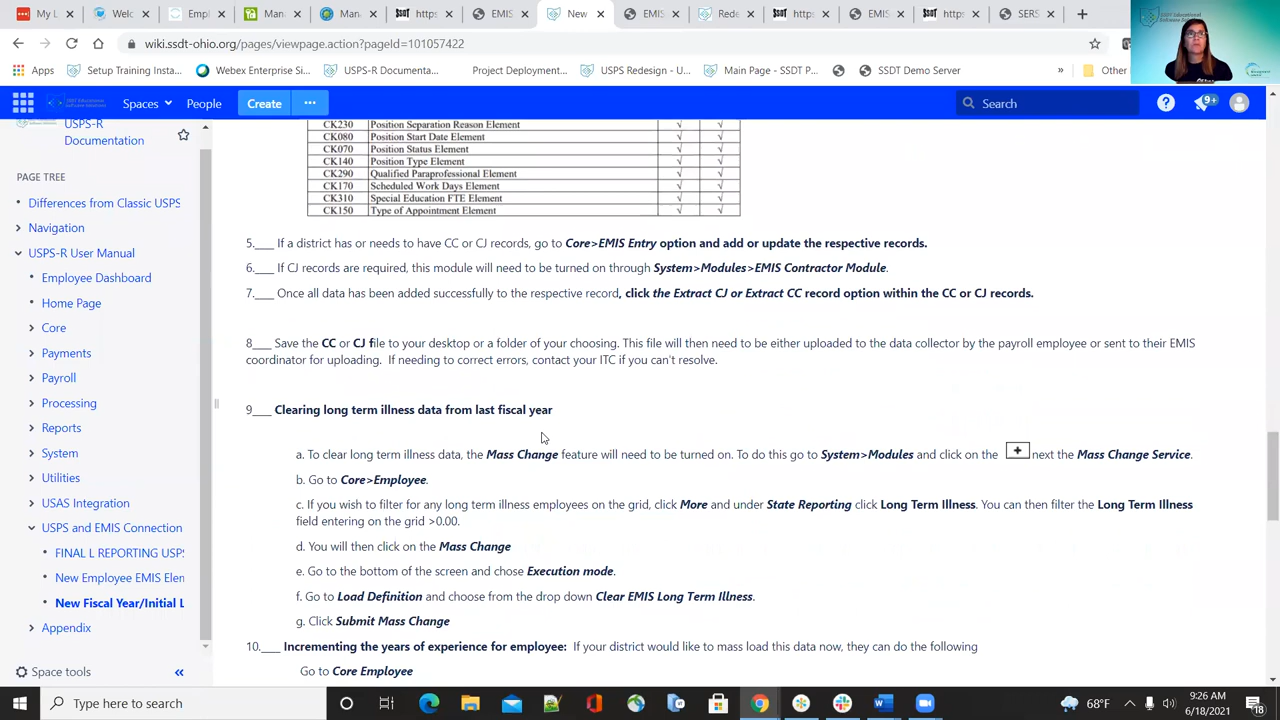 My L
Welc
Empl
My M
Mana
SSDT
http
EMIS
New
EMIS
Rede
SSDT
http
EMIS
SSDT
http
SERS
wiki.ssdt-ohio.org/pages/viewpage.action?pageId=101057422
Apps
Setup Training Insta...
Webex Enterprise Si...
USPS-R Documenta...
Project Deployment...
USPS Redesign - U...
Main Page - SSDT P...
SSDT Demo Server
»
Other
Spaces
People
Create
...
Search
9+
USPS-R
Documentation
PAGE TREE
Differences from Classic USPS
Navigation
USPS-R User Manual
Employee Dashboard
Home Page
Core
Payments
Payroll
Processing
Reports
System
Utilities
USAS Integration
USPS and EMIS Connection
FINAL L REPORTING USPS
New Employee EMIS Elen
New Fiscal Year/Initial L
Appendix
Space tools
«
CK230 Position Separation Reason Element √ √
CK080 Position Start Date Element √ √
CK070 Position Status Element √ √
CK140 Position Type Element √ √
CK290 Qualified Paraprofessional Element √ √
CK170 Scheduled Work Days Element √ √
CK310 Special Education FTE Element √ √
CK150 Type of Appointment Element √ √
5.___ If a district has or needs to have CC or CJ records, go to Core>EMIS Entry option and add or update the respective records.
6.___ If CJ records are required, this module will need to be turned on through System>Modules>EMIS Contractor Module.
7.___ Once all data has been added successfully to the respective record, click the Extract CJ or Extract CC record option within the CC or CJ records.
8___ Save the CC or CJ file to your desktop or a folder of your choosing. This file will then need to be either uploaded to the data collector by the payroll employee or sent to their EMIS
coordinator for uploading. If needing to correct errors, contact your ITC if you can't resolve.
9___ Clearing long term illness data from last fiscal year
a. To clear long term illness data, the Mass Change feature will need to be turned on. To do this go to System>Modules and click on the + next the Mass Change Service.
b. Go to Core>Employee.
c. If you wish to filter for any long term illness employees on the grid, click More and under State Reporting click Long Term Illness. You can then filter the Long Term Illness
field entering on the grid >0.00.
d. You will then click on the Mass Change
e. Go to the bottom of the screen and chose Execution mode.
f. Go to Load Definition and choose from the drop down Clear EMIS Long Term Illness.
g. Click Submit Mass Change
10.___ Incrementing the years of experience for employee: If your district would like to mass load this data now, they can do the following
Go to Core Employee
Type here to search
68°F
9:26 AM
6/18/2021
18